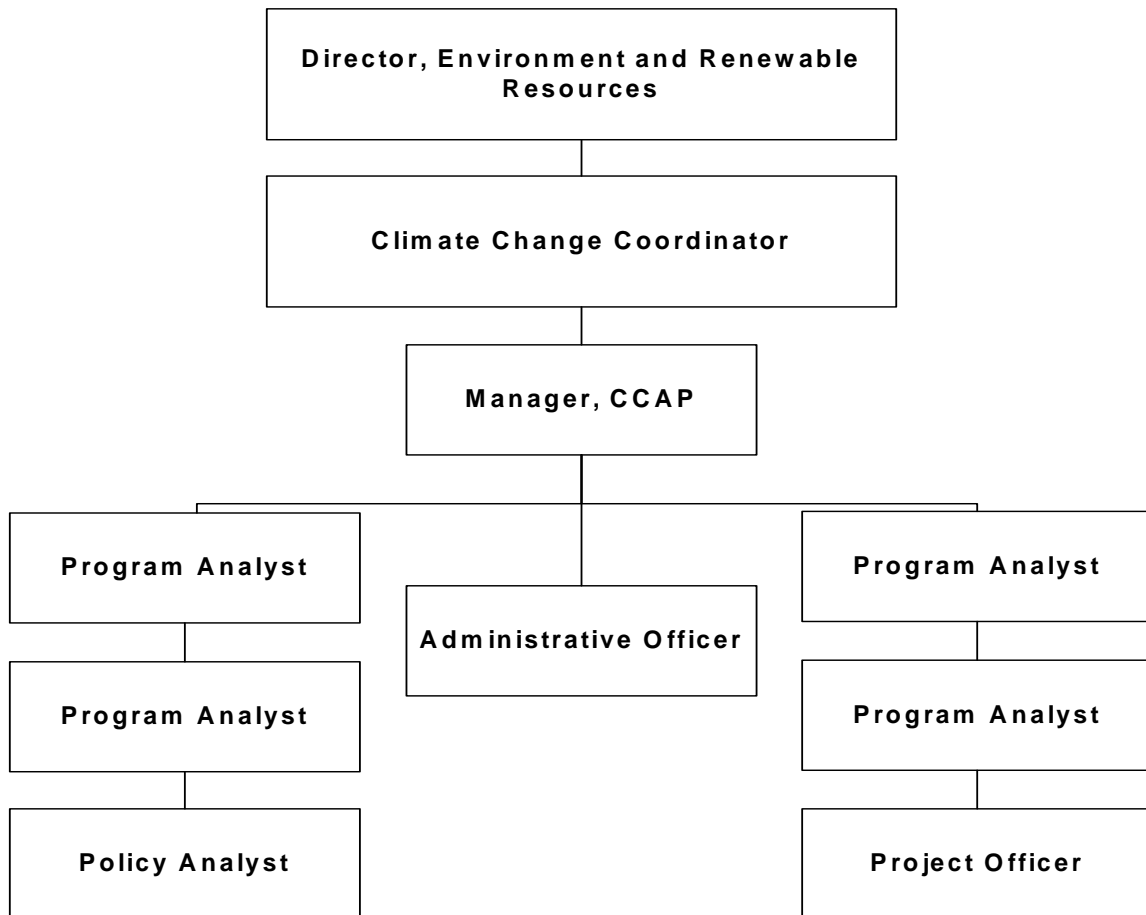 Director, Environment and Renewable
Resources
Climate Change Coordinator
Manager, CCAP
Program Analyst
Program Analyst
Administrative Officer
Program Analyst
Program Analyst
Policy Analyst
Project Officer